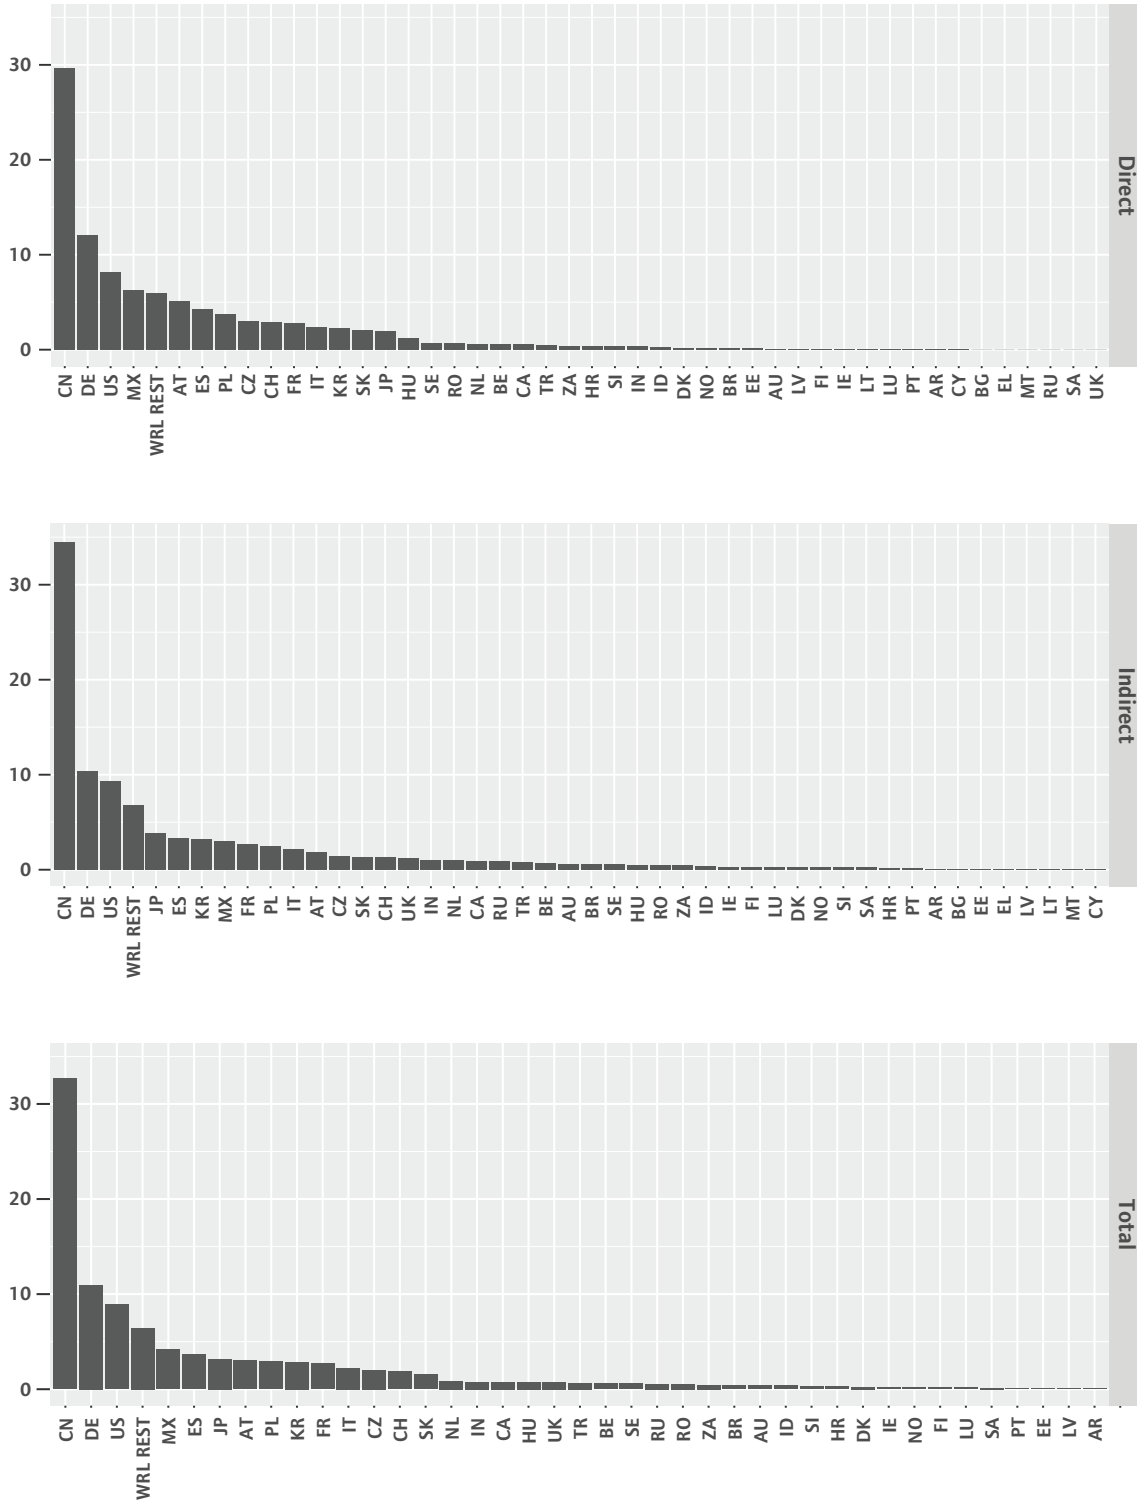 30
20
10
0
CN DE US MX WRL REST AT ES PL CZ CH FR IT KR SK JP HU SE RO NL BE CA TR ZA HR SI IN ID DK NO BR EE AU LV FI IE LT LU PT AR CY BG EL MT RU SA UK
Direct
30
20
10
0
CN DE US WRL REST JP ES KR MX FR PL IT AT CZ SK CH UK IN NL CA RU TR BE AU BR SE HU RO ZA ID IE FI LU DK NO SI SA HR PT AR BG EE EL LV LT MT CY
Indirect
30
20
10
0
CN DE US WRL REST MX ES JP AT PL KR FR IT CZ CH SK NL IN CA HU UK TR BE SE RU RO ZA BR AU ID SI HR DK IE NO FI LU SA PT EE LV AR
Total